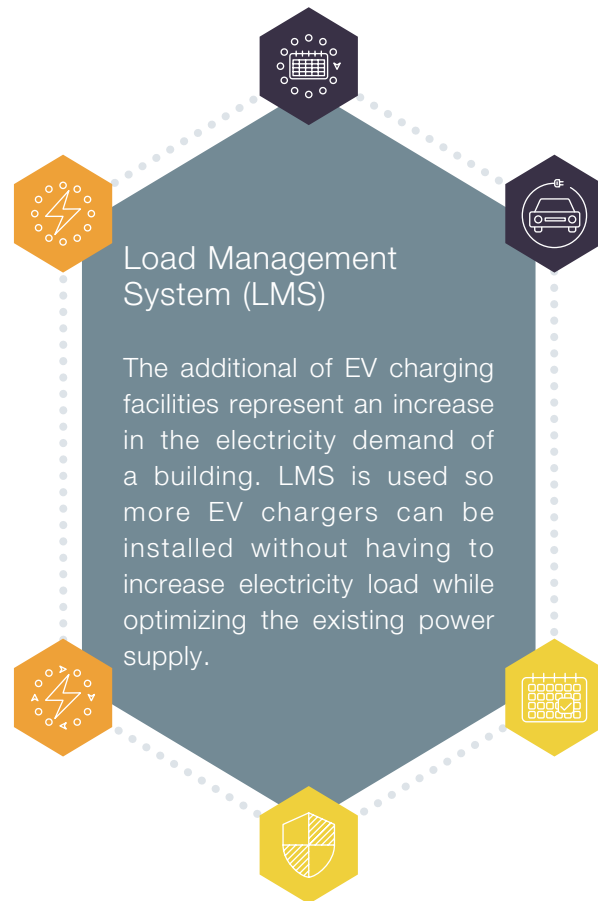 Load Management
System (LMS)
The additional of EV charging
facilities represent an increase
in the electricity demand of
a building. LMS is used so
more EV chargers can be
installed without having to
increase electricity load while
optimizing the existing power
supply.